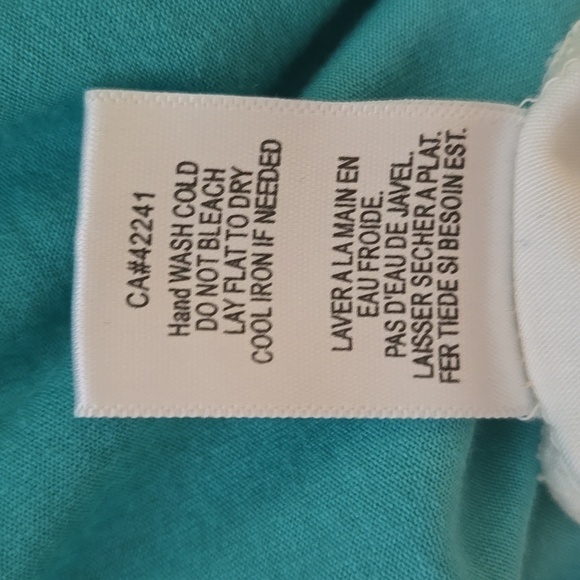 CA#42241
Hand WASH COLD
DO NOT BLEACH
LAY FLAT TO DRY
COOL IRON IF NEEDED
LAVER A LA MAIN EN
EAU FROIDE.
PAS D'EAU DE JAVEL.
LAISSER SECHER A PLAT.
FER TIEDE SI BESOIN EST.